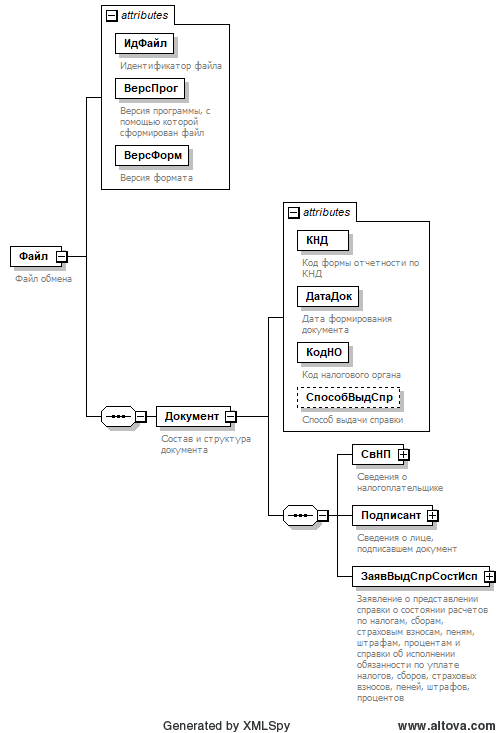 attributes
ИдФайл
Идентификатор файла
ВерсПрог
Версия программы, с
помощью которой
сформирован файл
ВерсФорм
Версия формата
Файл
Файл обмена
Документ
Состав и структура
документа
attributes
КНД
Код формы отчетности по
КНД
ДатаДок
Дата формирования
документа
КодНО
Код налогового органа
СпособВыдСпр
Способ выдачи справки
СвНП
Сведения о
налогоплательщике
Подписант
Сведения о лице,
подписавшем документ
ЗаявВыдСпрСостИсп
Заявление о представлении
справки о состоянии расчетов
по налогам, сборам,
страховым взносам, пеням,
штрафам, процентам и
справки об исполнении
обязанности по уплате
налогов, сборов, страховых
взносов, пеней, штрафов,
процентов
Generated by XMLSpy
www.altova.com